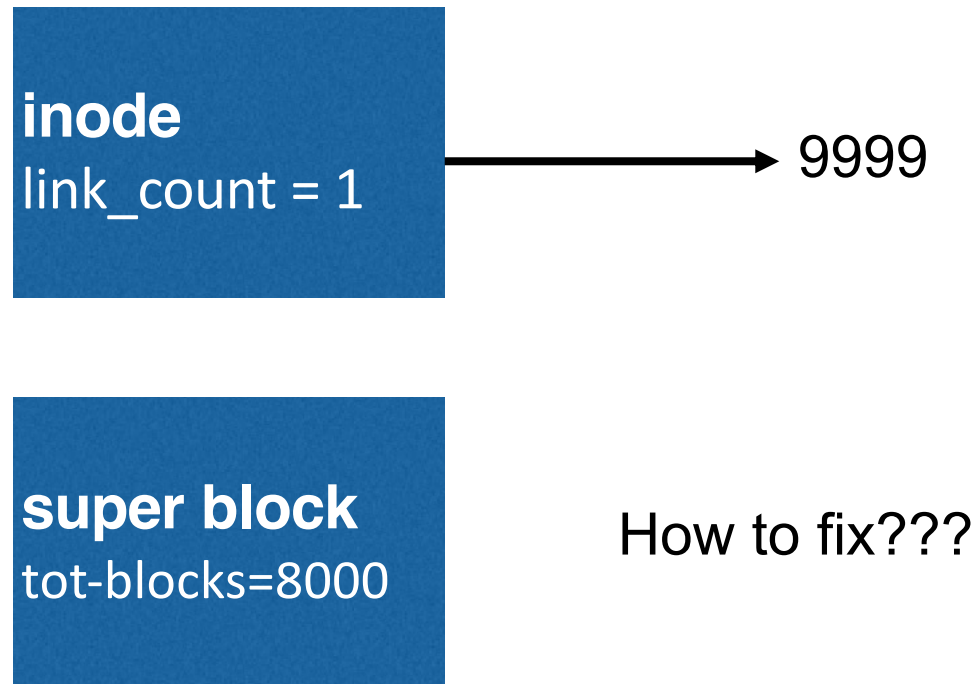 inode
link_count = 1
9999
super block
tot-blocks=8000
How to fix???